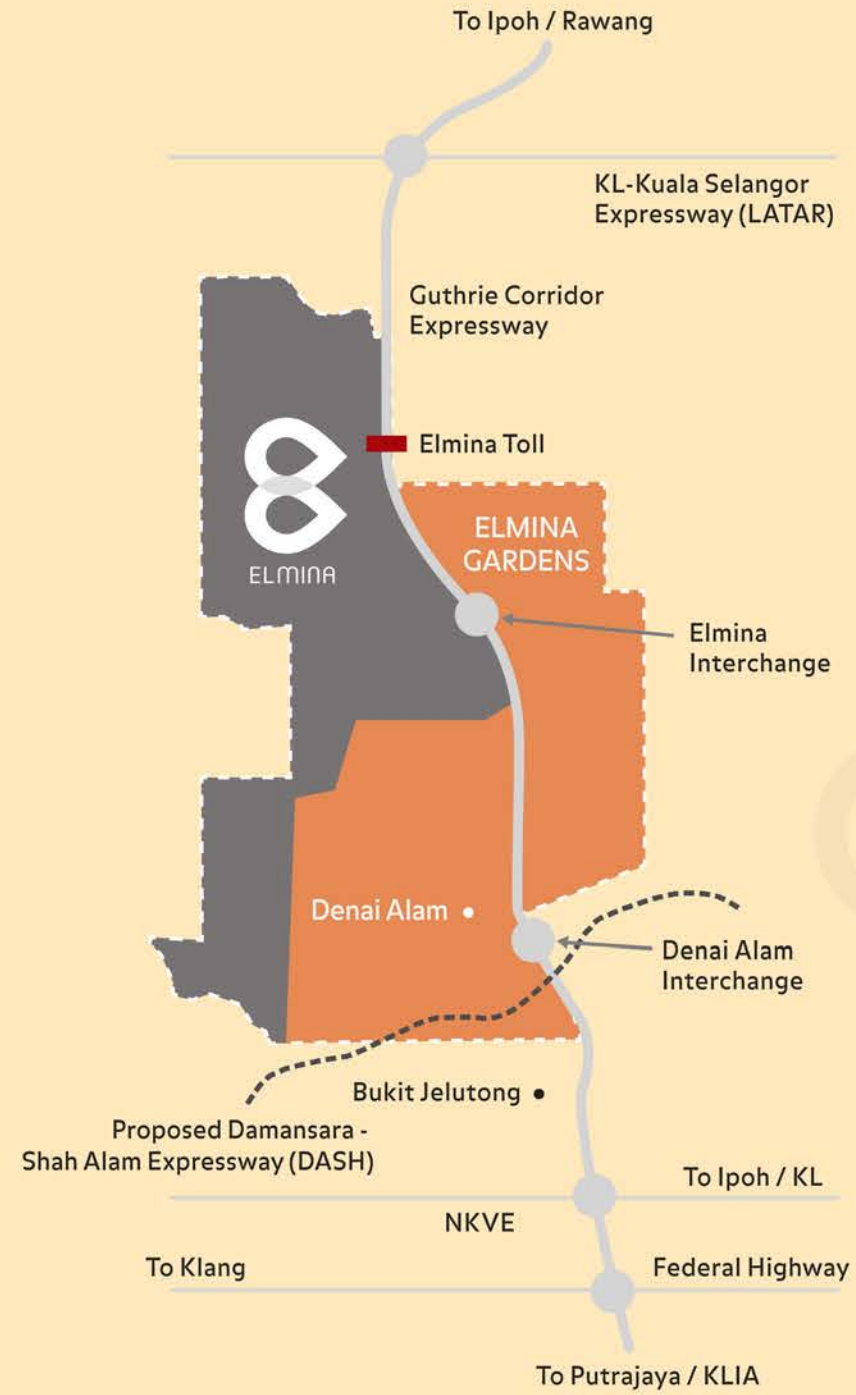 To Ipoh / Rawang
KL-Kuala Selangor
Expressway (LATAR)
Guthrie Corridor
Expressway
Elmina Toll
ELMINA
GARDENS
ELMINA
Elmina
Interchange
Denai Alam
Denai Alam
Interchange
Bukit Jelutong
Proposed Damansara -
Shah Alam Expressway (DASH)
To Ipoh / KL
NKVE
To Klang
Federal Highway
To Putrajaya / KLIA